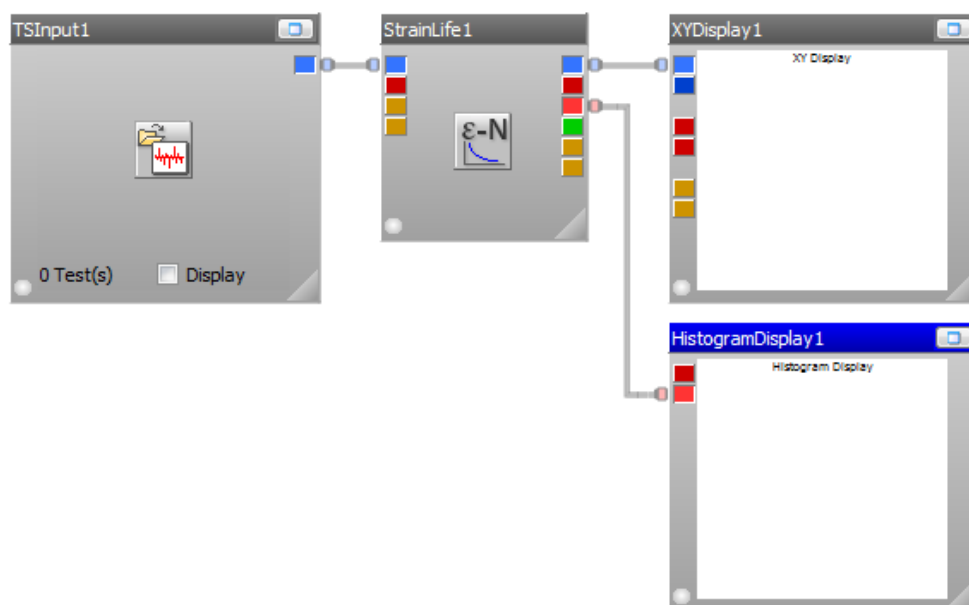 TSInput1
0 Test(s)
Display
StrainLife1
ε-N
XYDisplay1
XY Display
HistogramDisplay1
Histogram Display